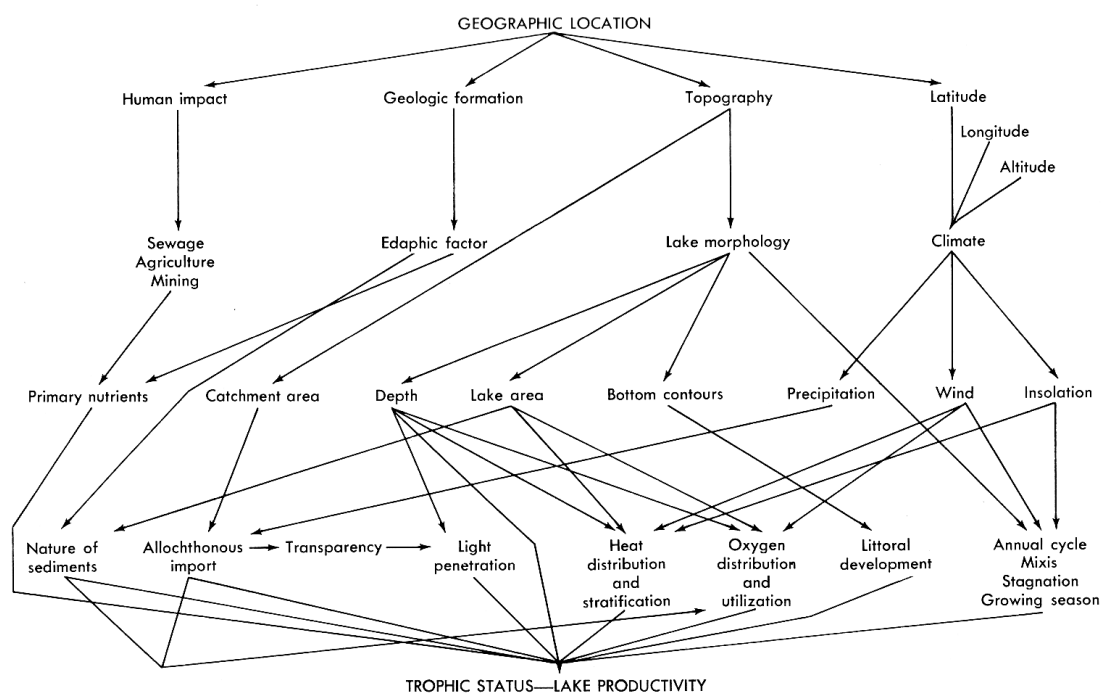 GEOGRAPHIC LOCATION
Human impact
Geologic formation
Topography
Latitude
Longitude
Altitude
Sewage
Agriculture
Mining
Edaphic factor
Lake morphology
Climate
Primary nutrients
Catchment area
Depth
Lake area
Bottom contours
Precipitation
Wind
Insolation
Nature of
sediments
Allochthonous
import
Transparency
Light
penetration
Heat
distribution
and
stratification
Oxygen
distribution
and
utilization
Littoral
development
Annual cycle
Mixis
Stagnation
Growing season
TROPHIC STATUS—LAKE PRODUCTIVITY